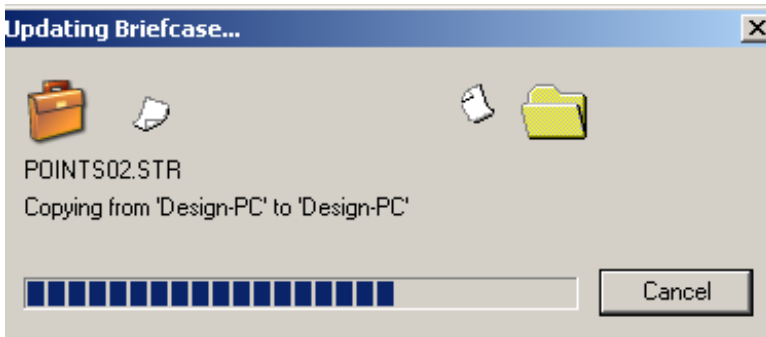 Updating Briefcase...
POINTS02.STR
Copying from 'Design-PC' to 'Design-PC'
Cancel